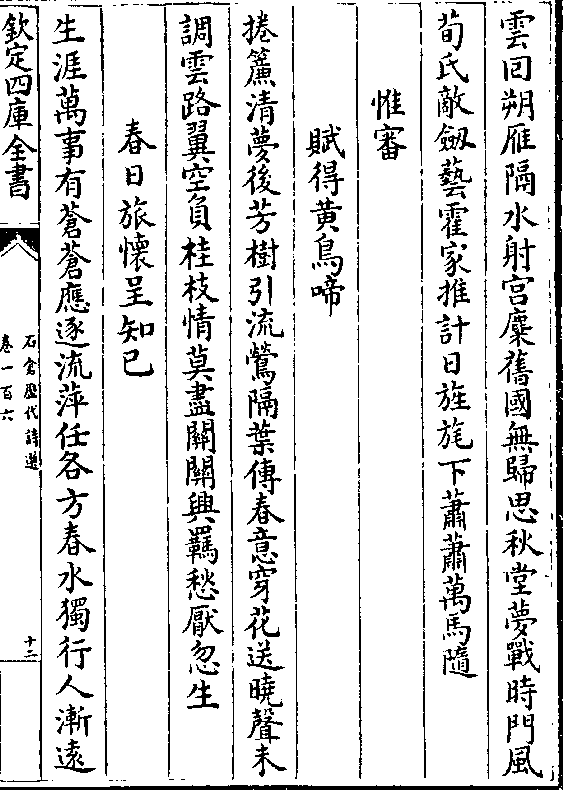 雲回朔雁隔水射宫麋舊國無歸思秋堂夢戰時門風
荀氏敵劒藝霍家推計日旌旄下蕭蕭萬馬隨
惟審
賦得黄鳥啼
捲簾清夢後芳樹引流鶯隔葉傳春意穿花送曉聲未
調雲路翼空負桂枝情莫盡關關興羈愁厭忽生
春日旅懷呈知已
生涯萬事有蒼蒼應逐流萍任各方春水獨行人漸遠
欽定四庫全書
石倉歷代詩選
卷一百六
十二